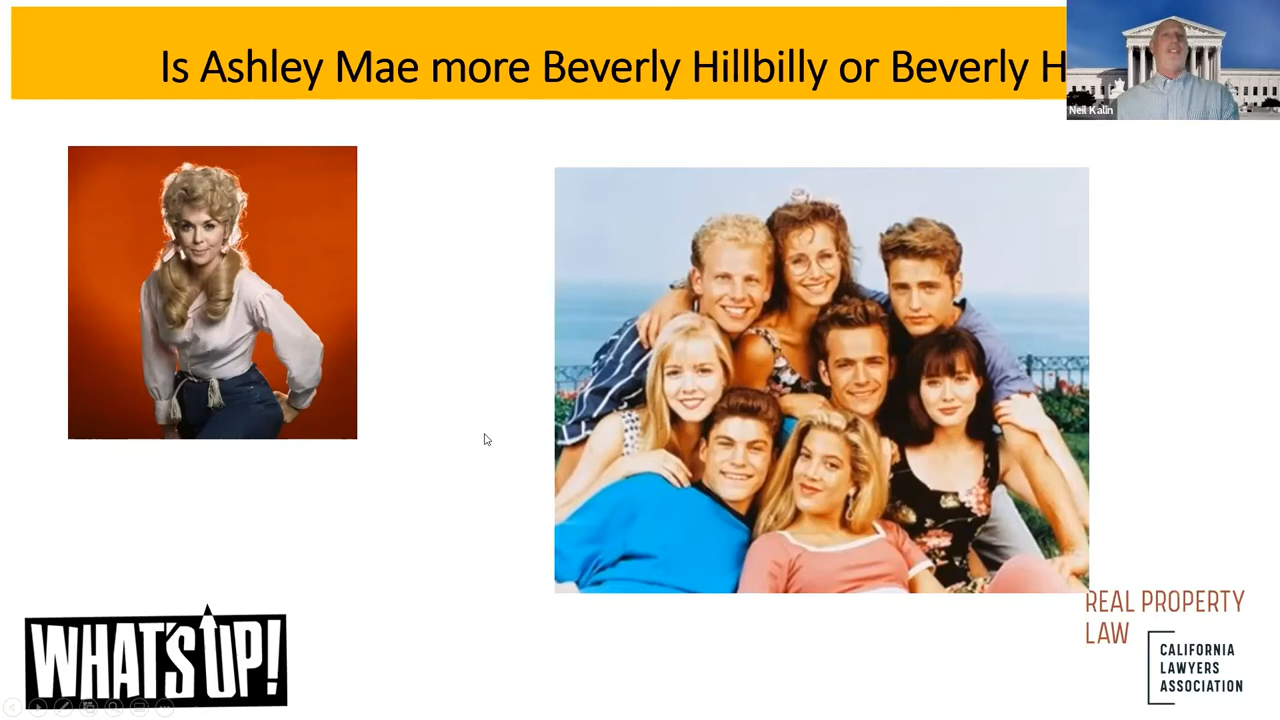 Is Ashley Mae more Beverly Hillbilly or Beverly H
Neil Kalin
WHAT'S UP!
REAL PROPERTY
LAW
CALIFORNIA
LAWYERS
ASSOCIATION